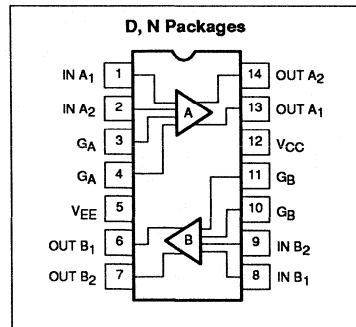 D, N Packages
IN A1 1 14 OUT A2
IN A2 2 A 13 OUT A1
GA 3 12 VCC
GA 4 11 GB
VEE 5 10 GB
OUT B1 6 B 9 IN B2
OUT B2 7 8 IN B1